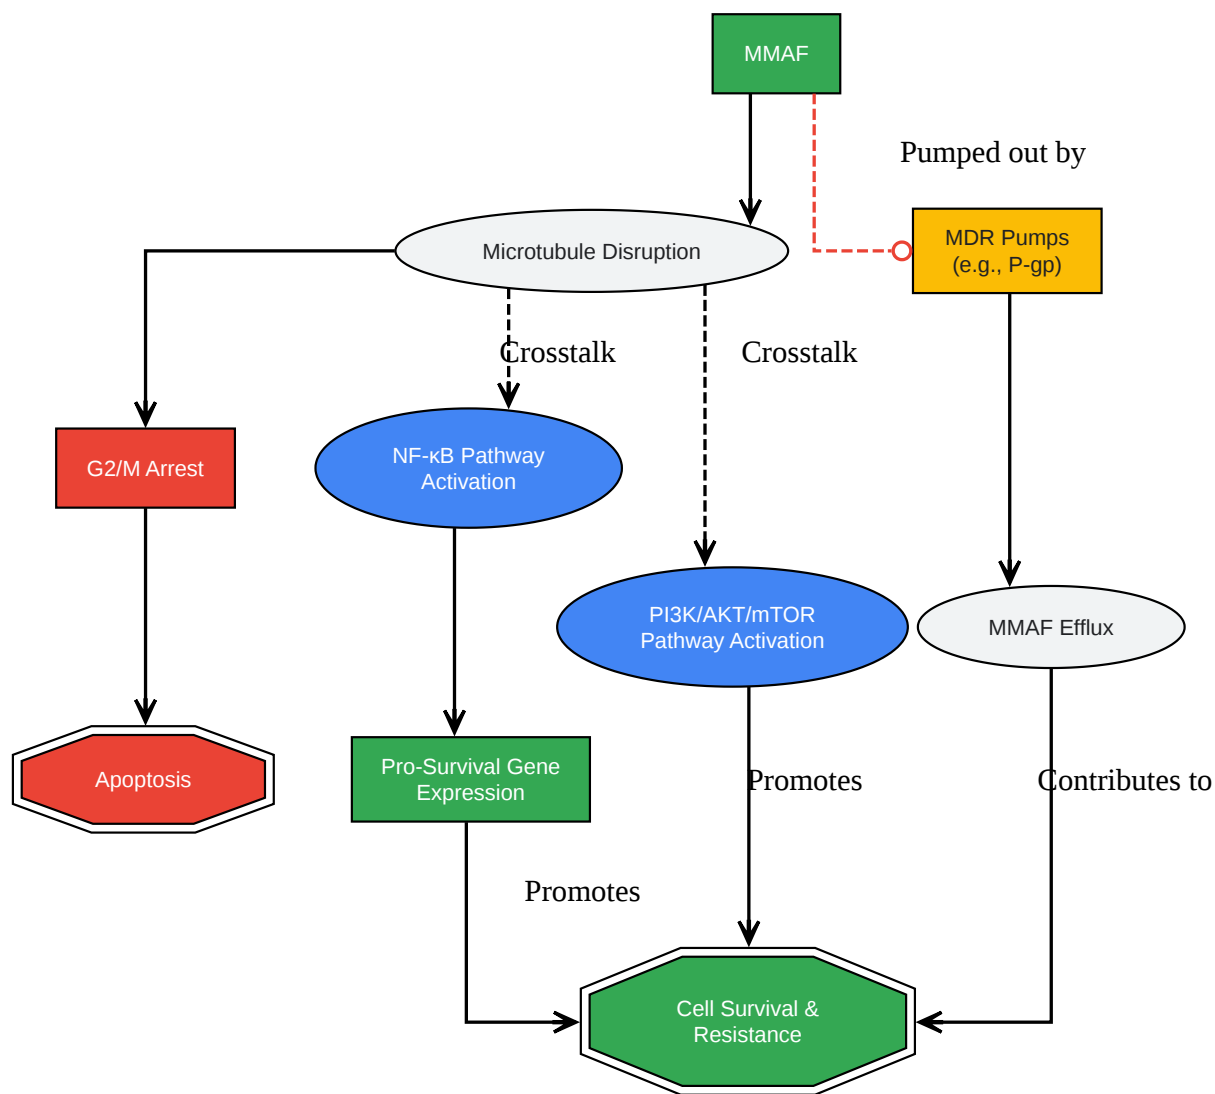 MMAF
Pumped out by
MDR Pumps
(e.g., P-gp)
Microtubule Disruption
Crosstalk
Crosstalk
G2/M Arrest
NF-κB Pathway
Activation
PI3K/AKT/mTOR
Pathway Activation
MMAF Efflux
Apoptosis
Pro-Survival Gene
Expression
Promotes
Contributes to
Promotes
Cell Survival &
Resistance